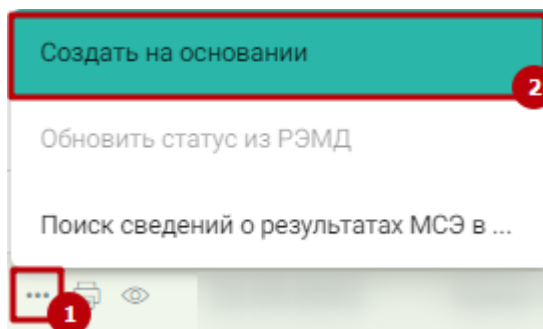 Создать на основании
2
Обновить статус из РЭМД
Поиск сведений о результатах МСЭ в ...
... 1